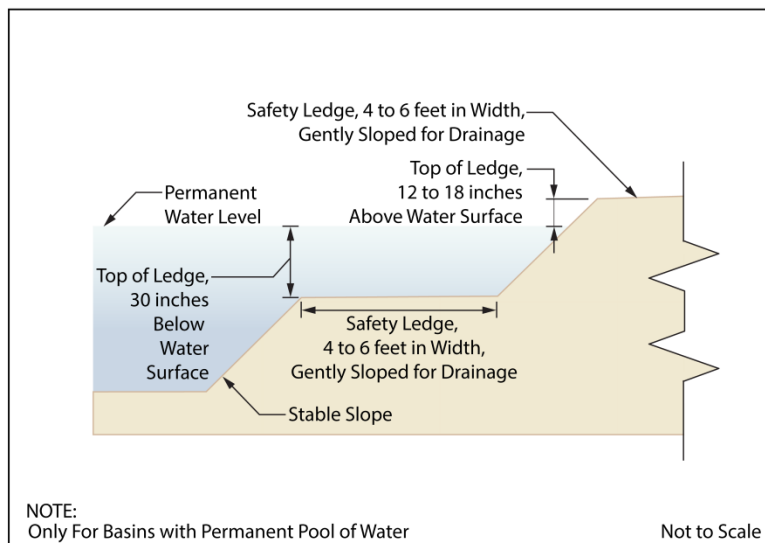 Safety Ledge, 4 to 6 feet in Width,
Gently Sloped for Drainage
Top of Ledge,
12 to 18 inches
Above Water Surface
Permanent
Water Level
Top of Ledge,
30 inches
Below
Water
Surface
Safety Ledge,
4 to 6 feet in Width,
Gently Sloped for Drainage
Stable Slope
NOTE:
Only For Basins with Permanent Pool of Water
Not to Scale